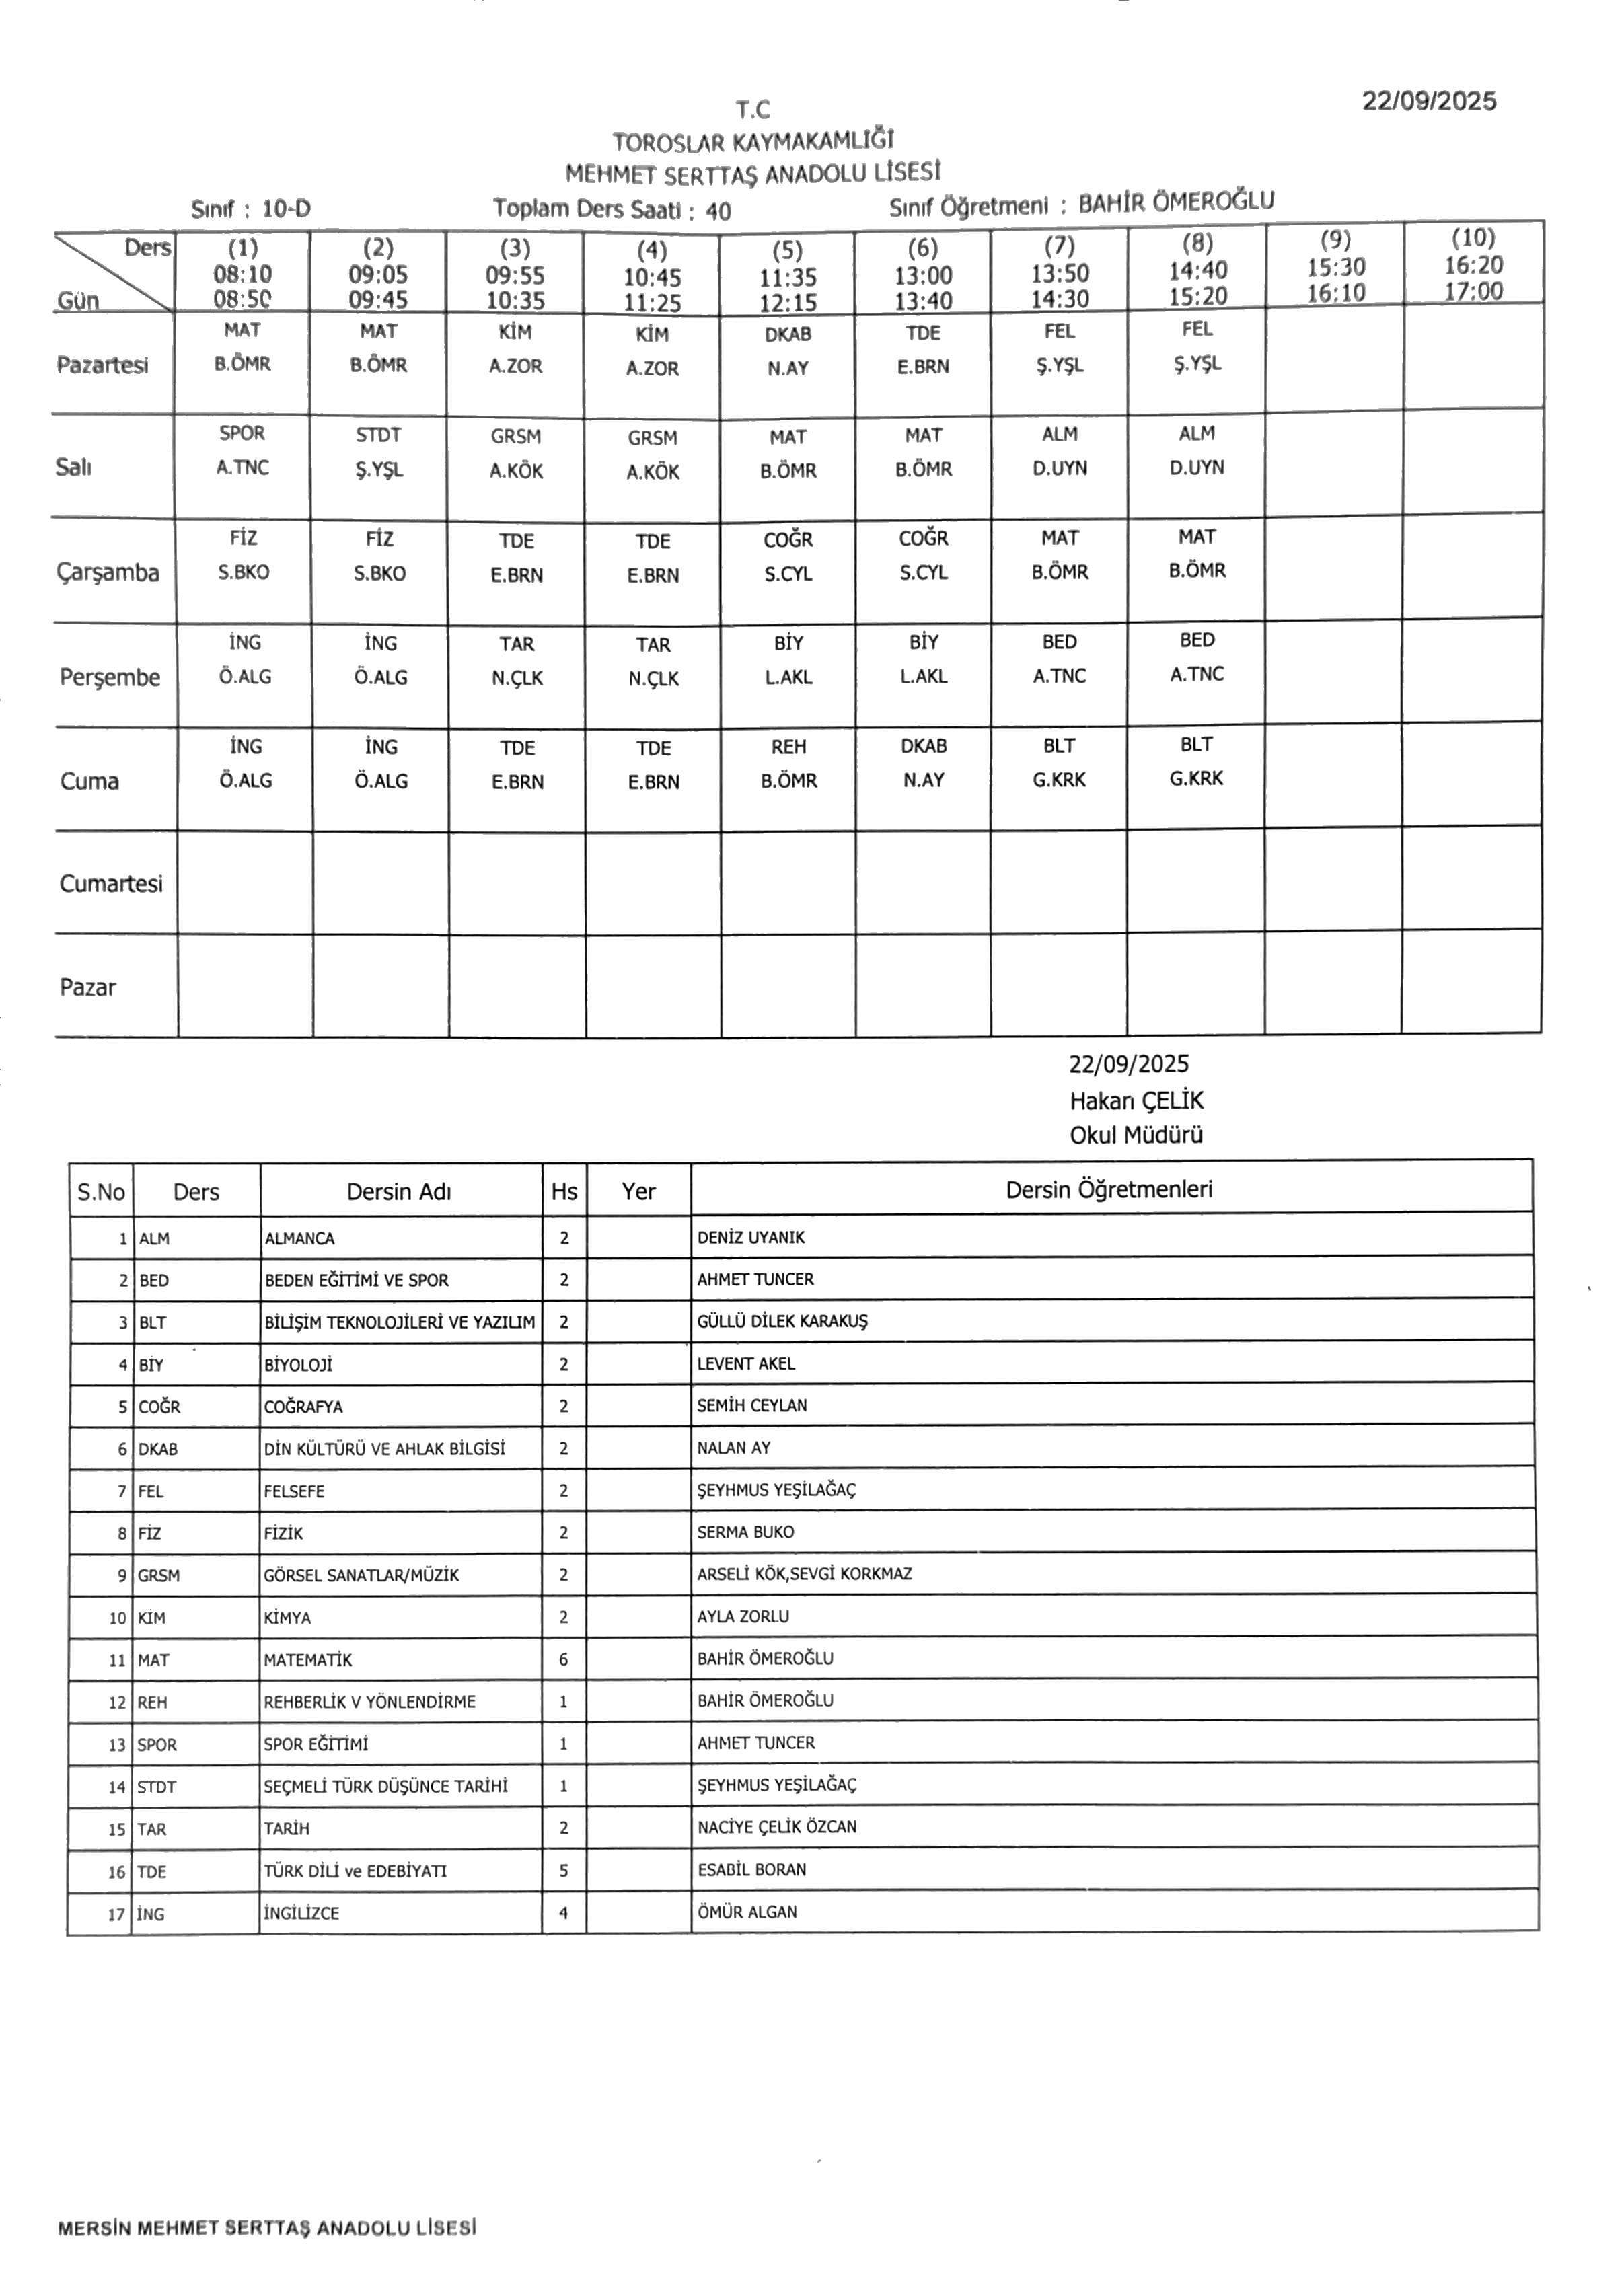 22/09/2025
T.C
TOROSLAR KAYMAKAMLIĞI
MEHMET SERTTAŞ ANADOLU LİSESİ
Sınıf : 10-D Toplam Ders Saati : 40 Sınıf Öğretmeni : BAHİR ÖMEROĞLU
Ders (1) (2) (3) (4) (5) (6) (7) (8) (9) (10)
08:10 09:05 09:55 10:45 11:35 13:00 13:50 14:40 15:30 16:20
Gün 08:50 09:45 10:35 11:25 12:15 13:40 14:30 15:20 16:10 17:00
MAT MAT KİM KİM DKAB TDE FEL FEL
Pazartesi B.ÖMR B.ÖMR A.ZOR A.ZOR N.AY E.BRN Ş.YŞL Ş.YŞL
SPOR STDT GRSM GRSM MAT MAT ALM ALM
Salı A.TNC Ş.YŞL A.KÖK A.KÖK B.ÖMR B.ÖMR D.UYN D.UYN
FİZ FİZ TDE TDE COĞR COĞR MAT MAT
Çarşamba S.BKO S.BKO E.BRN E.BRN S.CYL S.CYL B.ÖMR B.ÖMR
İNG İNG TAR TAR BİY BİY BED BED
Perşembe Ö.ALG Ö.ALG N.ÇLK N.ÇLK L.AKL L.AKL A.TNC A.TNC
İNG İNG TDE TDE REH DKAB BLT BLT
Cuma Ö.ALG Ö.ALG E.BRN E.BRN B.ÖMR N.AY G.KRK G.KRK
Cumartesi
Pazar
22/09/2025
Hakan ÇELİK
Okul Müdürü
S.No Ders Dersin Adı Hs Yer Dersin Öğretmenleri
1 ALM ALMANCA 2 DENİZ UYANIK
2 BED BEDEN EĞİTİMİ VE SPOR 2 AHMET TUNCER
3 BLT BİLİŞİM TEKNOLOJİLERİ VE YAZILIM 2 GÜLLÜ DİLEK KARAKUŞ
4 BİY BİYOLOJİ 2 LEVENT AKEL
5 COĞR COĞRAFYA 2 SEMİH CEYLAN
6 DKAB DİN KÜLTÜRÜ VE AHLAK BİLGİSİ 2 NALAN AY
7 FEL FELSEFE 2 ŞEYHMUS YEŞİLAĞAÇ
8 FİZ FİZİK 2 SERMA BUKO
9 GRSM GÖRSEL SANATLAR/MÜZİK 2 ARSELİ KÖK,SEVGİ KORKMAZ
10 KİM KİMYA 2 AYLA ZORLU
11 MAT MATEMATİK 6 BAHİR ÖMEROĞLU
12 REH REHBERLİK V YÖNLENDİRME 1 BAHİR ÖMEROĞLU
13 SPOR SPOR EĞİTİMİ 1 AHMET TUNCER
14 STDT SEÇMELİ TÜRK DÜŞÜNCE TARİHİ 1 ŞEYHMUS YEŞİLAĞAÇ
15 TAR TARİH 2 NACİYE ÇELİK ÖZCAN
16 TDE TÜRK DİLİ ve EDEBİYATI 5 ESABİL BORAN
17 İNG İNGİLİZCE 4 ÖMÜR ALGAN
MERSİN MEHMET SERTTAŞ ANADOLU LİSESİ